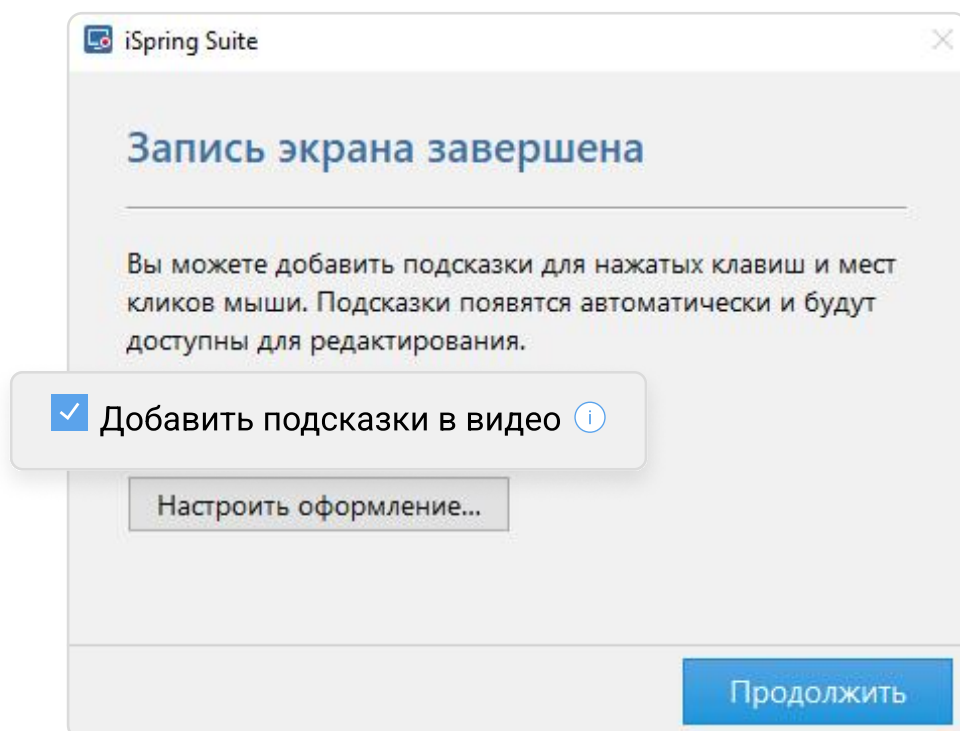 iSpring Suite
Запись экрана завершена
Вы можете добавить подсказки для нажатых клавиш и мест
кликов мыши. Подсказки появятся автоматически и будут
доступны для редактирования.
Добавить подсказки в видео
Настроить оформление...
Продолжить